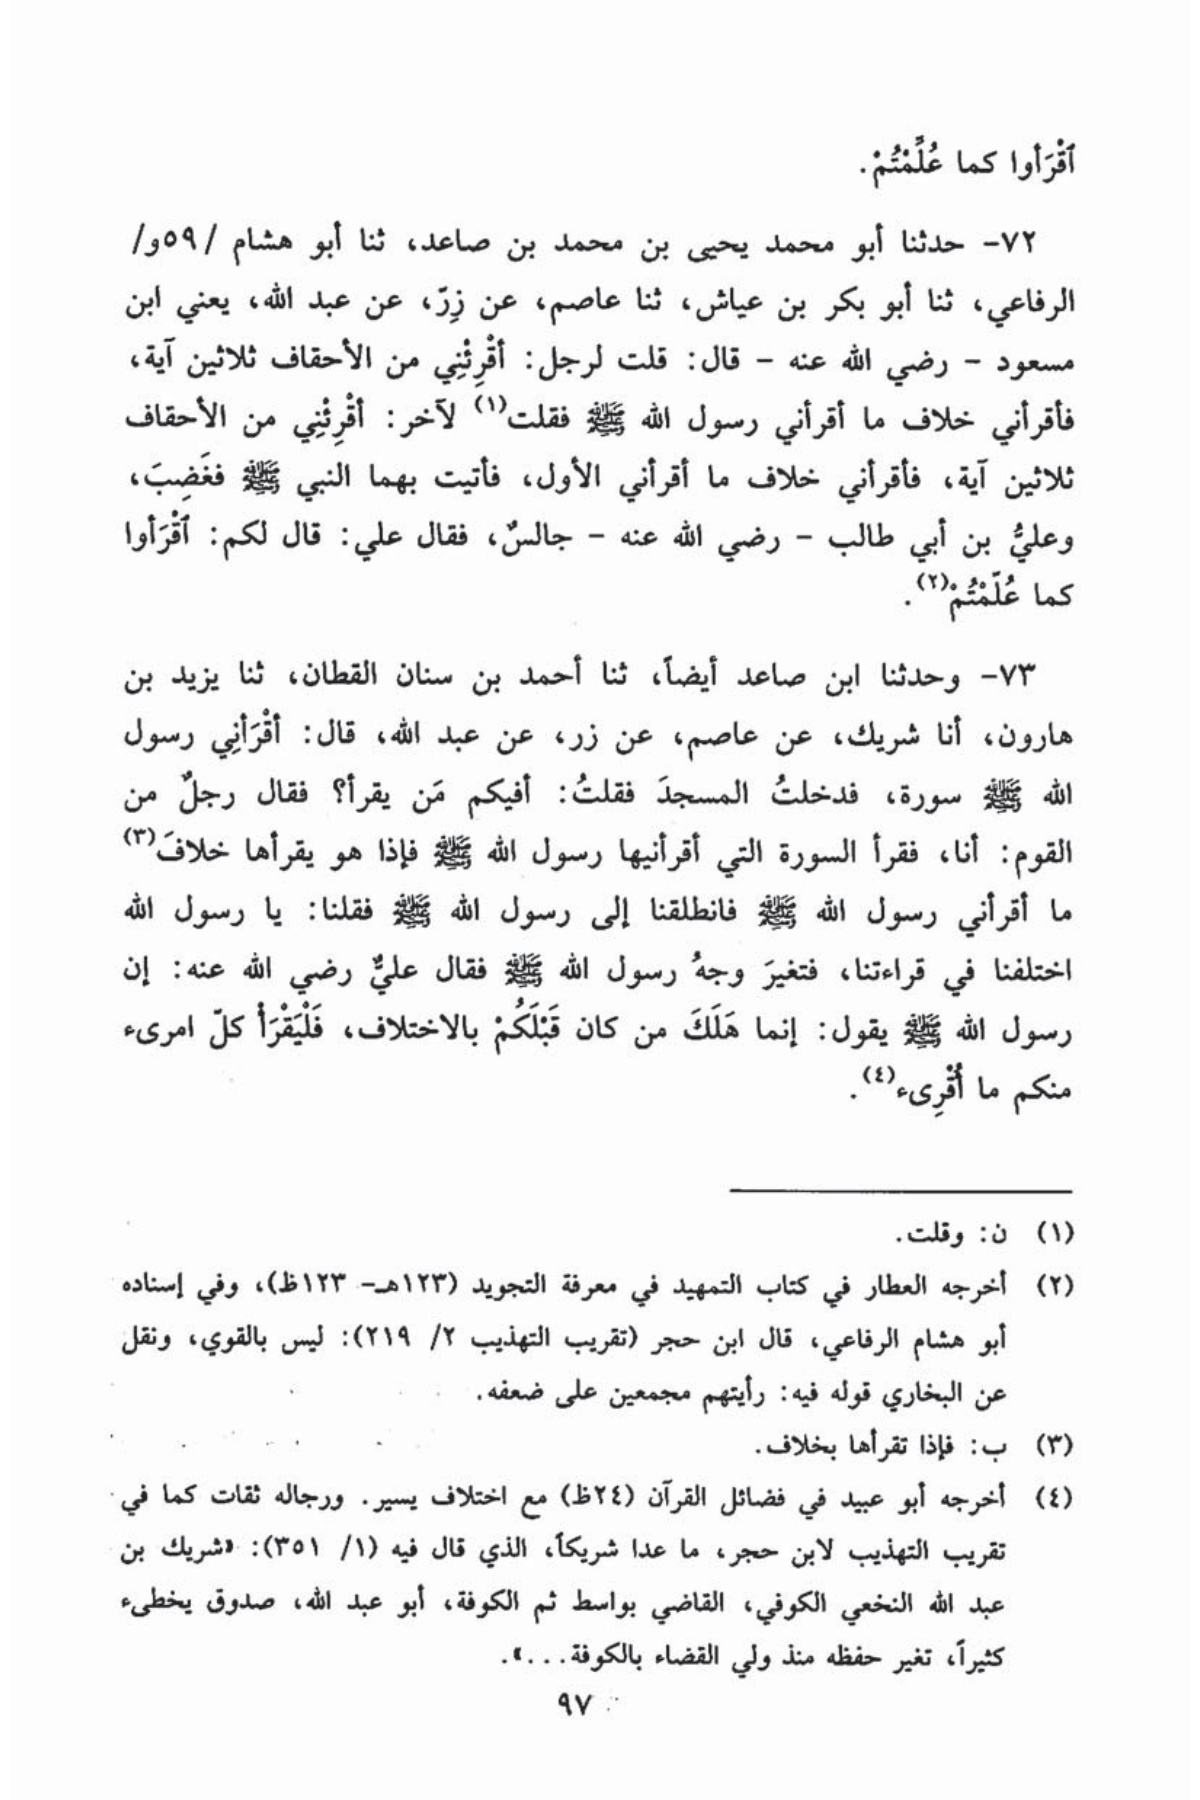 ٱقْرَأوا كما عُلِّمْتُمْ.
٧٢- حدثنا أبو محمد يحيى بن محمد بن صاعد، ثنا أبو هشام /٥٩و/
الرفاعي، ثنا أبو بكر بن عياش، ثنا عاصم، عن زِرّ، عن عبد الله، يعني ابن
مسعود - رضي الله عنه - قال: قلت لرجل: أقْرِئْنِي من الأحقاف ثلاثين آية،
فأقرأني خلاف ما أقرأني رسول الله ﷺ فقلت(١) لآخر: أقْرِئْنِي من الأحقاف
ثلاثين آية، فأقرأني خلاف ما أقرأني الأول، فأتيت بهما النبي ﷺ فغَضِبَ،
وعليُّ بن أبي طالب - رضي الله عنه - جالسٌ، فقال علي: قال لكم: ٱقْرَأوا
كما عُلّمْتُمْ(٢).
٧٣- وحدثنا ابن صاعد أيضاً، ثنا أحمد بن سنان القطان، ثنا يزيد بن
هارون، أنا شريك، عن عاصم، عن زر، عن عبد الله، قال: أقْرَأنِي رسول
الله ﷺ سورة، فدخلتُ المسجدَ فقلتُ: أفيكم مَن يقرأ؟ فقال رجلٌ من
القوم: أنا، فقرأ السورة التي أقرأنيها رسول الله ﷺ فإذا هو يقرأها خلافَ(٣)
ما أقرأني رسول الله ﷺ فانطلقنا إلى رسول الله ﷺ فقلنا: يا رسول الله
اختلفنا في قراءتنا، فتغيرَ وجهُ رسول الله ﷺ فقال عليٌّ رضي الله عنه: إن
رسول الله ﷺ يقول: إنما هَلَكَ من كان قَبْلَكُمْ بالاختلاف، فَلْيَقْرَأْ كلّ امرىء
منكم ما أُقْرِىء(٤).
(١) ن: وقلت.
(٢) أخرجه العطار في كتاب التمهيد في معرفة التجويد (١٢٣هـ- ١٢٣ظ)، وفي إسناده
أبو هشام الرفاعي، قال ابن حجر (تقريب التهذيب ٢/ ٢١٩): ليس بالقوي، ونقل
عن البخاري قوله فيه: رأيتهم مجمعين على ضعفه.
(٣) ب: فإذا تقرأها بخلاف.
(٤) أخرجه أبو عبيد في فضائل القرآن (٢٤ظ) مع اختلاف يسير. ورجاله ثقات كما في
تقريب التهذيب لابن حجر، ما عدا شريكاً، الذي قال فيه (١/ ٣٥١): «شريك بن
عبد الله النخعي الكوفي، القاضي بواسط ثم الكوفة، أبو عبد الله، صدوق يخطىء
كثيراً، تغير حفظه منذ ولي القضاء بالكوفة...».
٩٧